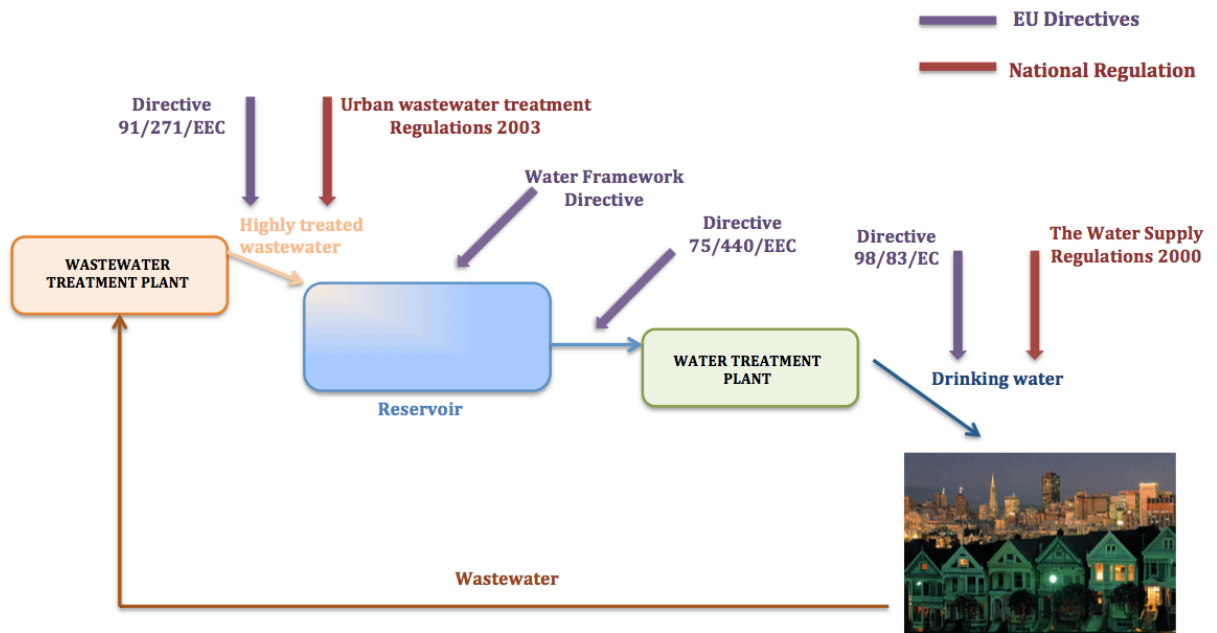 EU Directives
National Regulation
Directive
91/271/EEC
Urban wastewater treatment
Regulations 2003
Water Framework
Directive
Directive
75/440/EEC
Directive
98/83/EC
The Water Supply
Regulations 2000
Highly treated
wastewater
WASTEWATER
TREATMENT PLANT
Reservoir
WATER TREATMENT
PLANT
Drinking water
Wastewater